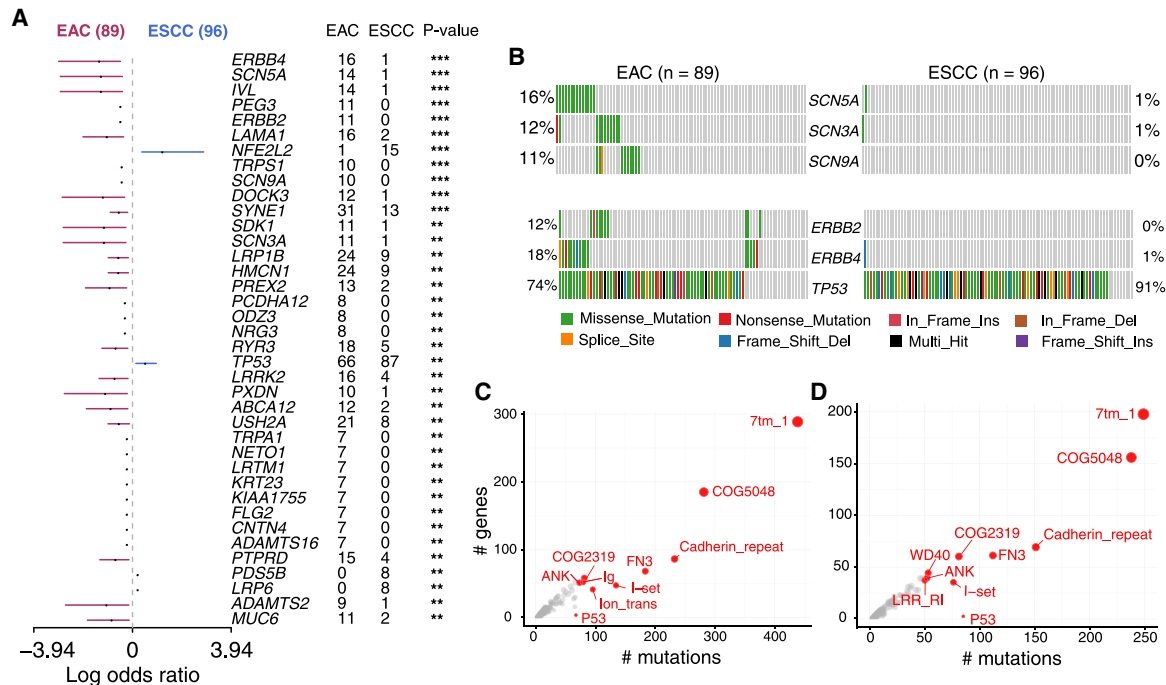 A
EAC (89) ESCC (96) EAC ESCC P-value
ERBB4 16 1 ***
SCN5A 14 1 ***
IVL 14 1 ***
PEG3 11 0 ***
ERBB2 11 0 ***
LAMA1 16 2 ***
NFE2L2 1 15 ***
TRPS1 10 0 ***
SCN9A 10 0 ***
DOCK3 12 1 ***
SYNE1 31 13 ***
SDK1 11 1 **
SCN3A 11 1 **
LRP1B 24 9 **
HMCN1 24 9 **
PREX2 13 2 **
PCDHA12 8 0 **
ODZ3 8 0 **
NRG3 8 0 **
RYR3 18 5 **
TP53 66 87 **
LRRK2 16 4 **
PXDN 10 1 **
ABCA12 12 2 **
USH2A 21 8 **
TRPA1 7 0 **
NETO1 7 0 **
LRTM1 7 0 **
KRT23 7 0 **
KIAA1755 7 0 **
FLG2 7 0 **
CNTN4 7 0 **
ADAMTS16 7 0 **
PTPRD 15 4 **
PDS5B 0 8 **
LRP6 0 8 **
ADAMTS2 9 1 **
MUC6 11 2 **
−3.94 0 3.94
Log odds ratio
B
EAC (n = 89) ESCC (n = 96)
16% SCN5A 1%
12% SCN3A 1%
11% SCN9A 0%
12% ERBB2 0%
18% ERBB4 1%
74% TP53 91%
Missense_Mutation Nonsense_Mutation In_Frame_Ins In_Frame_Del
Splice_Site Frame_Shift_Del Multi_Hit Frame_Shift_Ins
C
300
200
100
0
# genes
7tm_1
COG5048
Cadherin_repeat
FN3
COG2319
ANK
Ig
I−set
Ion_trans
P53
0 100 200 300 400
# mutations
D
200
150
100
50
0
7tm_1
COG5048
COG2319
Cadherin_repeat
WD40
FN3
ANK
I−set
LRR_RI
P53
0 50 100 150 200 250
# mutations